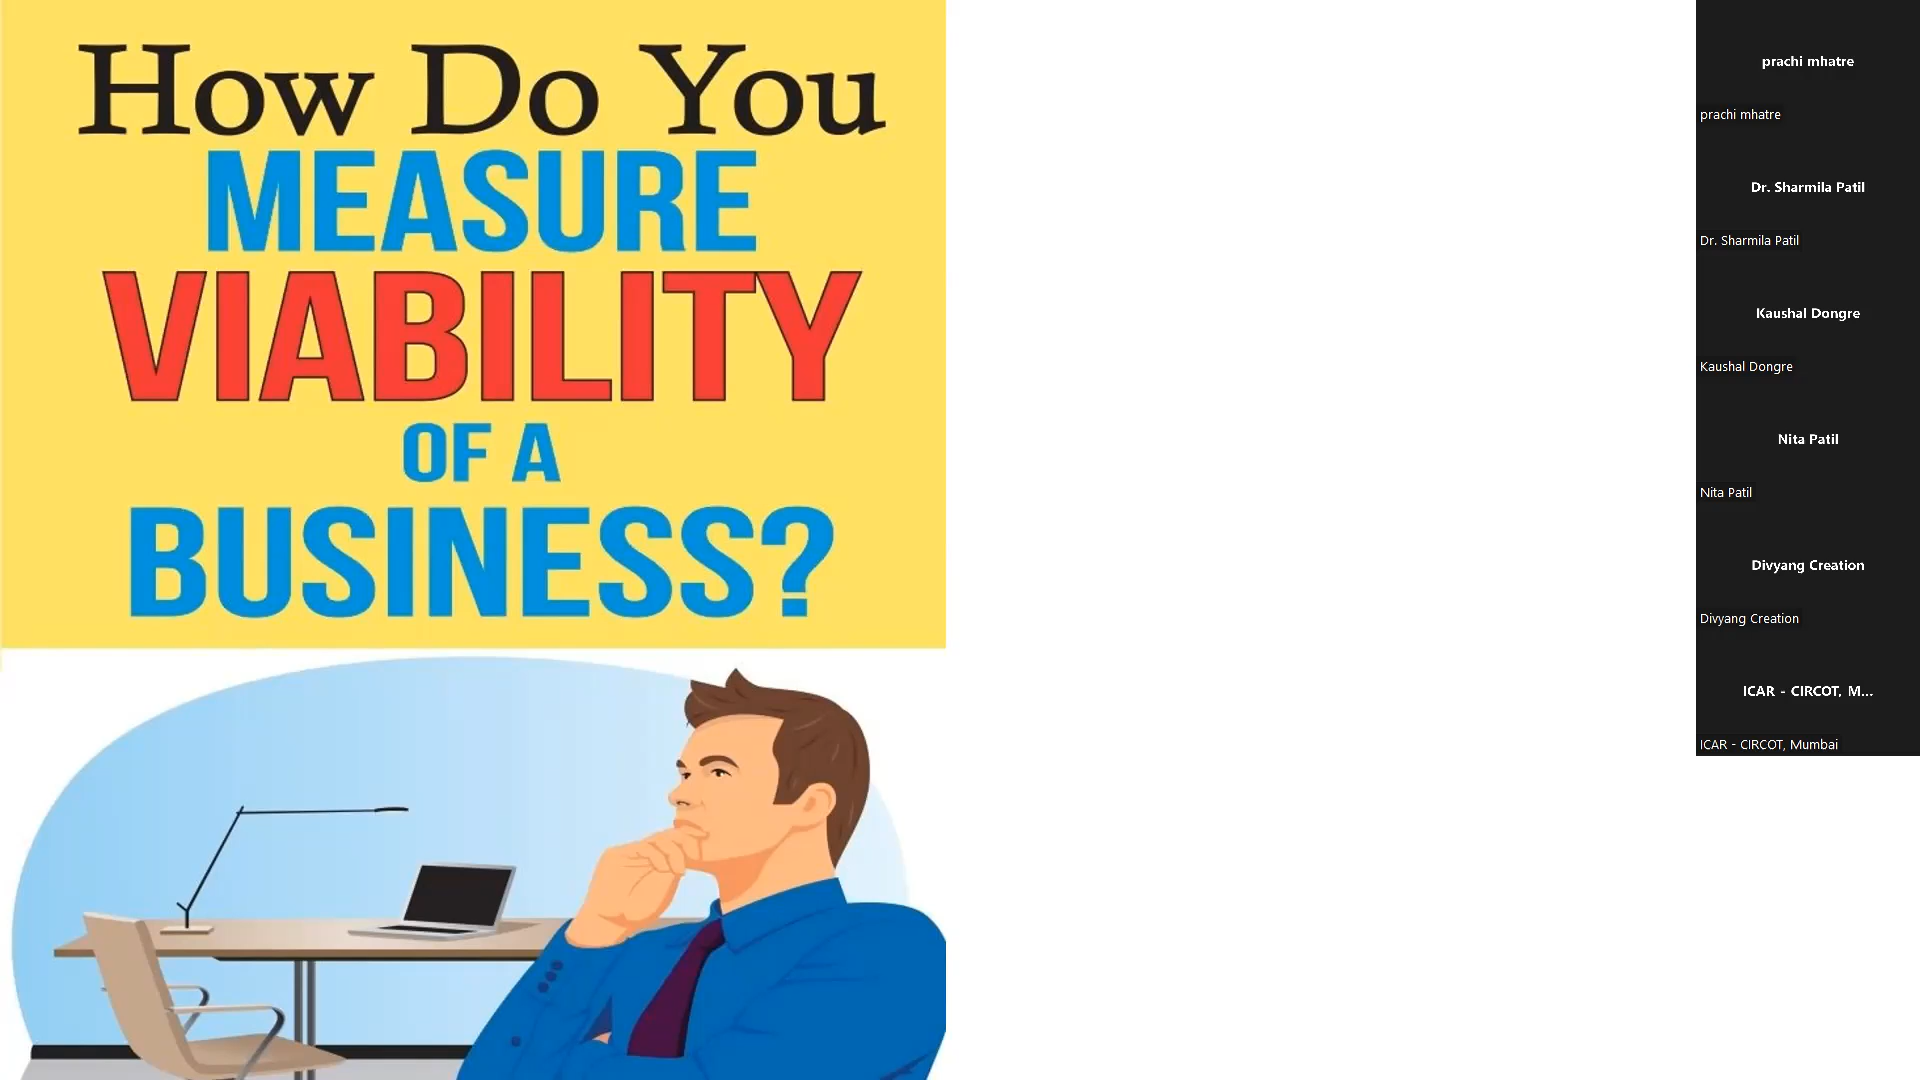 How Do You
MEASURE
VIABILITY
OF A
BUSINESS?
prachi mhatre
prachi mhatre
Dr. Sharmila Patil
Dr. Sharmila Patil
Kaushal Dongre
Kaushal Dongre
Nita Patil
Nita Patil
Divyang Creation
Divyang Creation
ICAR - CIRCOT, M...
ICAR - CIRCOT, Mumbai